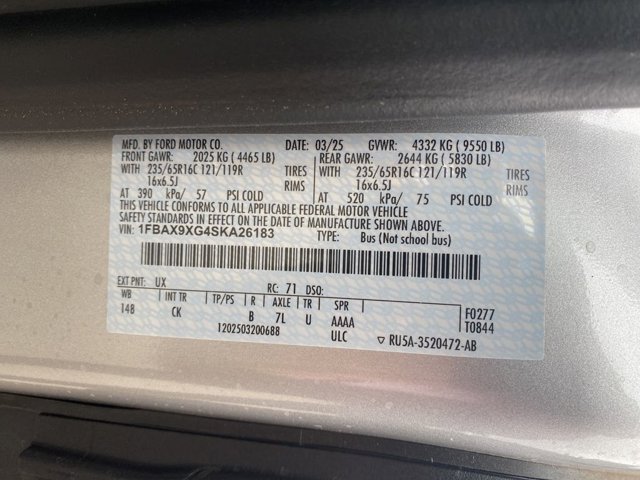 MFD. BY FORD MOTOR CO. DATE: 03/25 GVWR: 4332 KG ( 9550 LB)
FRONT GAWR: 2025 KG ( 4465 LB) REAR GAWR: 2644 KG ( 5830 LB)
WITH 235/65R16C 121/119R TIRES WITH 235/65R16C 121/119R TIRES
16x6.5J RIMS 16x6.5J RIMS
AT 390 kPa/ 57 PSI COLD AT 520 kPa/ 75 PSI COLD
THIS VEHICLE CONFORMS TO ALL APPLICABLE FEDERAL MOTOR VEHICLE
SAFETY STANDARDS IN EFFECT ON THE DATE OF MANUFACTURE SHOWN ABOVE.
VIN: 1FBAX9XG4SKA26183 TYPE: Bus (Not school bus)
EXT PNT: UX RC: 71 DSO:
WB INT TR TP/PS R AXLE TR SPR F0277
148 CK B 7L U AAAA T0844
1202503200688 ULC RU5A-3520472-AB